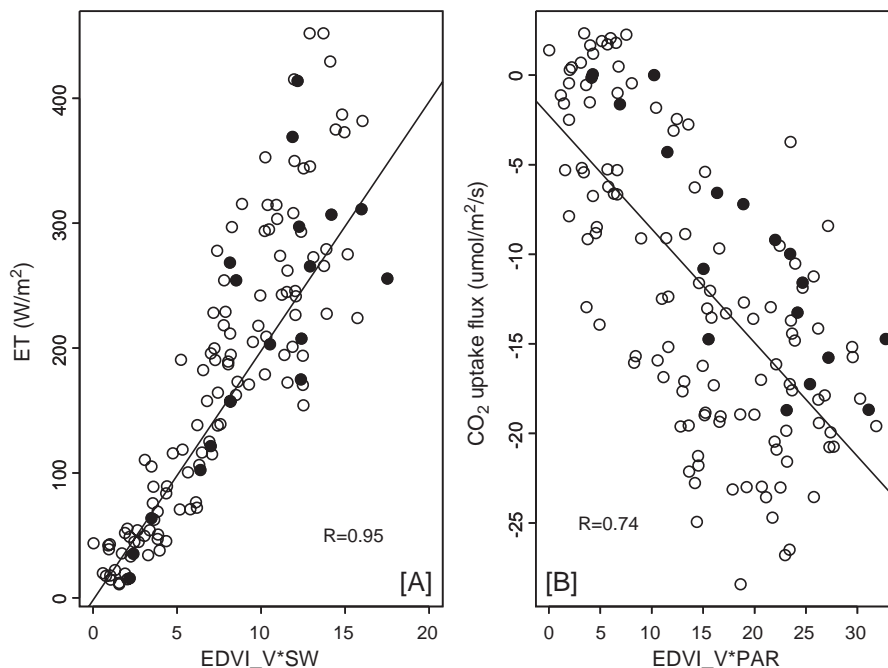 ET (W/m²)
400
300
200
100
0
0 5 10 15 20
EDVI_V*SW
R=0.95
[A]
CO₂ uptake flux (umol/m²/s)
0
-5
-10
-15
-20
-25
0 5 10 15 20 25 30
EDVI_V*PAR
R=0.74
[B]